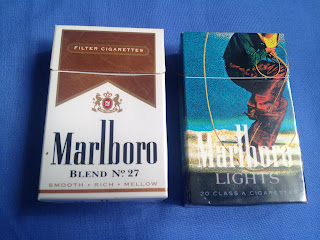 FILTER CIGARETTES
Marlboro
BLEND Nº 27
SMOOTH • RICH • MELLOW
Marlboro
LIGHTS
20 CLASS A CIGARETTES